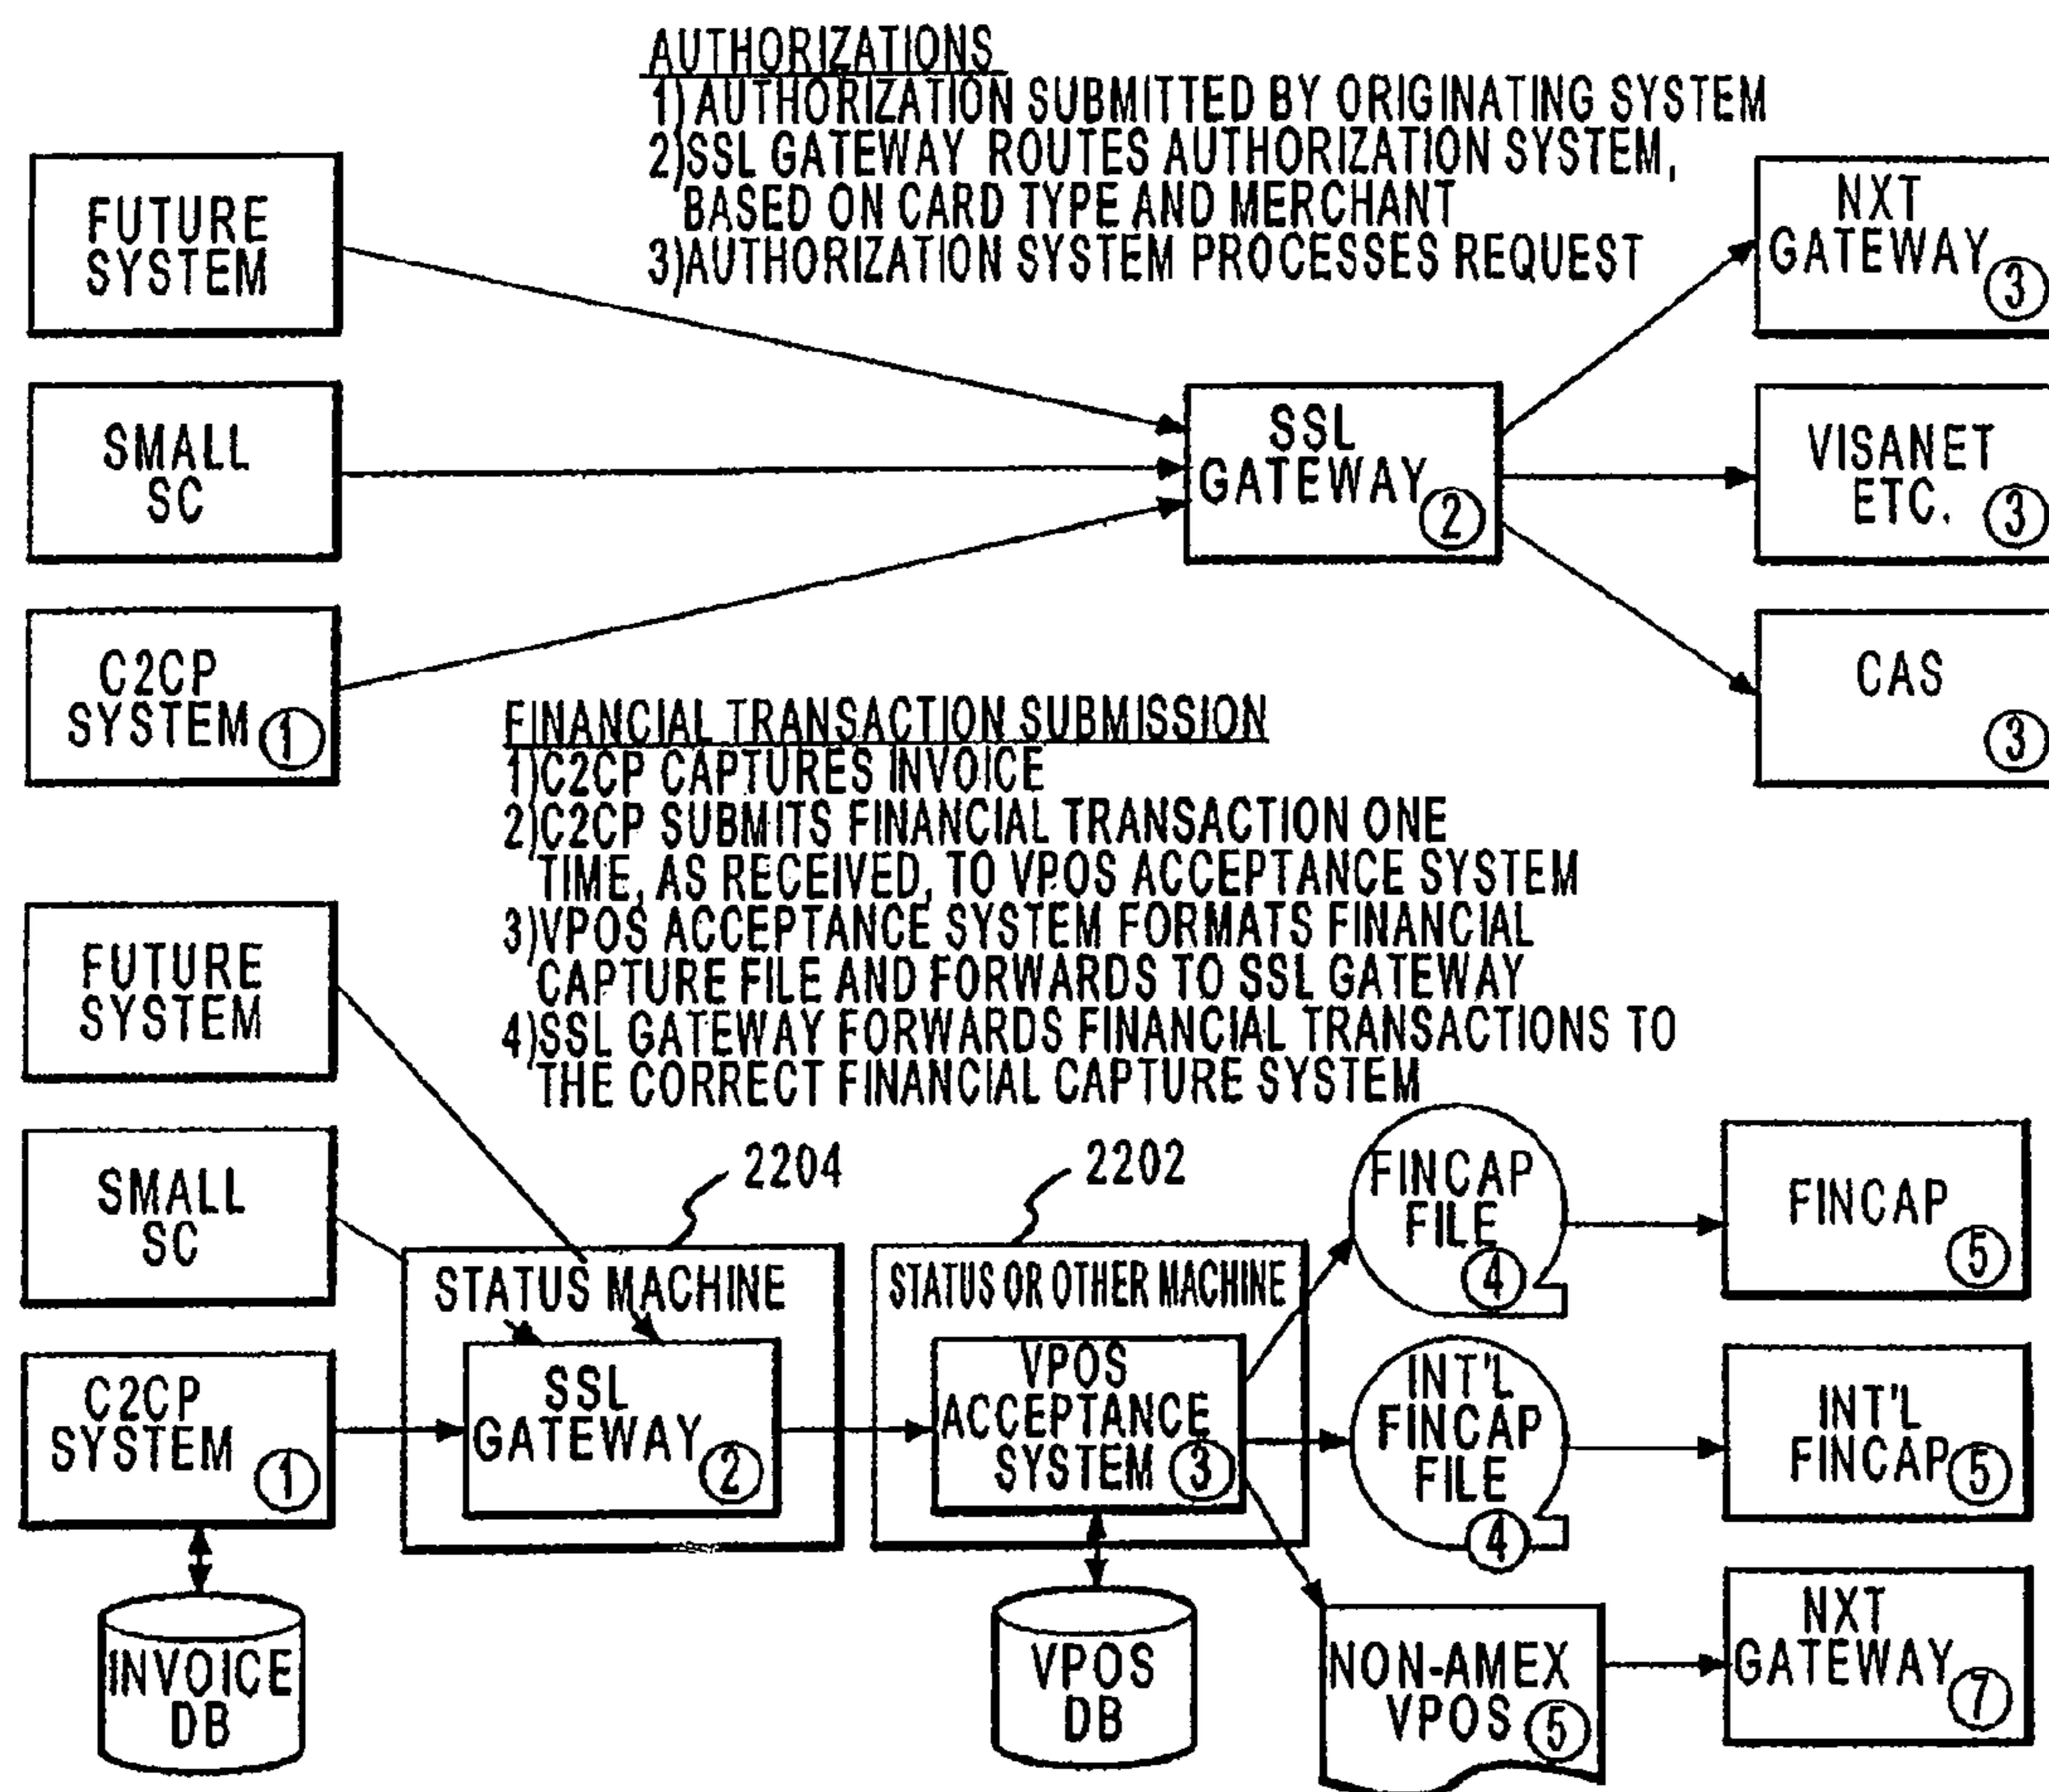 AUTHORIZATIONS
1) AUTHORIZATION SUBMITTED BY ORIGINATING SYSTEM
2)SSL GATEWAY ROUTES AUTHORIZATION SYSTEM,
BASED ON CARD TYPE AND MERCHANT
3)AUTHORIZATION SYSTEM PROCESSES REQUEST
FUTURE
SYSTEM
SMALL
SC
C2CP
SYSTEM 1
SSL
GATEWAY 2
NXT
GATEWAY 3
VISANET
ETC. 3
CAS
3
FINANCIAL TRANSACTION SUBMISSION
1)C2CP CAPTURES INVOICE
2)C2CP SUBMITS FINANCIAL TRANSACTION ONE
TIME, AS RECEIVED, TO VPOS ACCEPTANCE SYSTEM
3)VPOS ACCEPTANCE SYSTEM FORMATS FINANCIAL
CAPTURE FILE AND FORWARDS TO SSL GATEWAY
4)SSL GATEWAY FORWARDS FINANCIAL TRANSACTIONS TO
THE CORRECT FINANCIAL CAPTURE SYSTEM
FUTURE
SYSTEM
SMALL
SC
C2CP
SYSTEM 1
INVOICE
DB
2204
STATUS MACHINE
SSL
GATEWAY 2
2202
STATUS OR OTHER MACHINE
VPOS
ACCEPTANCE
SYSTEM 3
VPOS
DB
FINCAP
FILE
4
INT'L
FINCAP
FILE
4
NON-AMEX
VPOS 5
FINCAP
5
INT'L
FINCAP 5
NXT
GATEWAY
7